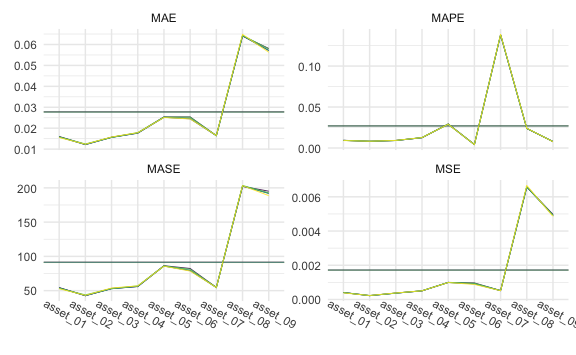 MAE
MAPE
0.06
0.05
0.04
0.03
0.02
0.01
0.10
0.05
0.00
MASE
MSE
200
150
100
50
0.006
0.004
0.002
0.000
asset_01
asset_02
asset_03
asset_04
asset_05
asset_06
asset_07
asset_08
asset_09
asset_01
asset_02
asset_03
asset_04
asset_05
asset_06
asset_07
asset_08
asset_09